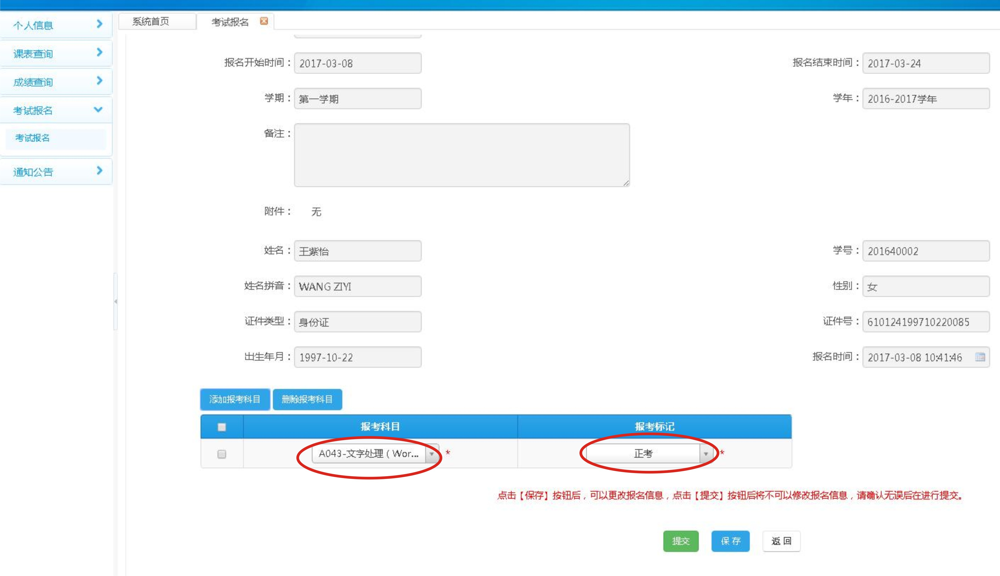 系统首页 考试报名
个人信息
课表查询
成绩查询
考试报名
考试报名
通知公告
报名开始时间： 2017-03-08 报名结束时间： 2017-03-24
学期： 第一学期 学年： 2016-2017学年
备注：
附件： 无
姓名： 王紫怡 学号： 201640002
姓名拼音： WANG ZIYI 性别： 女
证件类型： 身份证 证件号： 610124199710220085
出生年月： 1997-10-22 报名时间： 2017-03-08 10:41:46
添加报考科目 删除报考科目
报考科目 报考标记
A043-文字处理（Wor... * 正考 *
点击【保存】按钮后，可以更改报名信息，点击【提交】按钮后将不可以修改报名信息，请确认无误后在进行提交。
提交 保存 返回